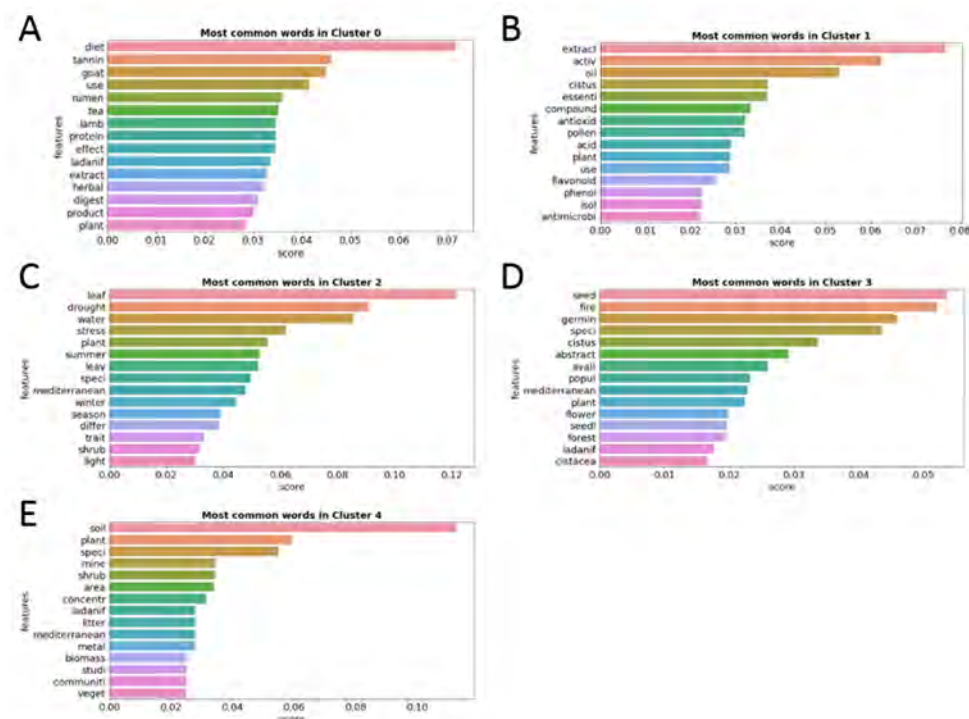 A
Most common words in Cluster 0
features
diet
tannin
goat
use
rumen
tea
lamb
protein
effect
ladanif
extract
herbal
digest
product
plant
0.00 0.01 0.02 0.03 0.04 0.05 0.06 0.07
score
B
Most common words in Cluster 1
features
extract
activ
oil
cistus
essenti
compound
antioxid
pollen
acid
plant
use
flavonoid
phenol
isol
antimicrobi
0.00 0.01 0.02 0.03 0.04 0.05 0.06 0.07 0.08
score
C
Most common words in Cluster 2
features
leaf
drought
water
stress
plant
summer
leav
speci
mediterranean
winter
season
differ
trait
shrub
light
0.00 0.02 0.04 0.06 0.08 0.10 0.12
score
D
Most common words in Cluster 3
features
seed
fire
germin
speci
cistus
abstract
avail
popul
mediterranean
plant
flower
seedl
forest
ladanif
cistacea
0.00 0.01 0.02 0.03 0.04 0.05
score
E
Most common words in Cluster 4
features
soil
plant
speci
mine
shrub
area
concentr
ladanif
litter
mediterranean
metal
biomass
studi
communiti
veget
0.00 0.02 0.04 0.06 0.08 0.10
score